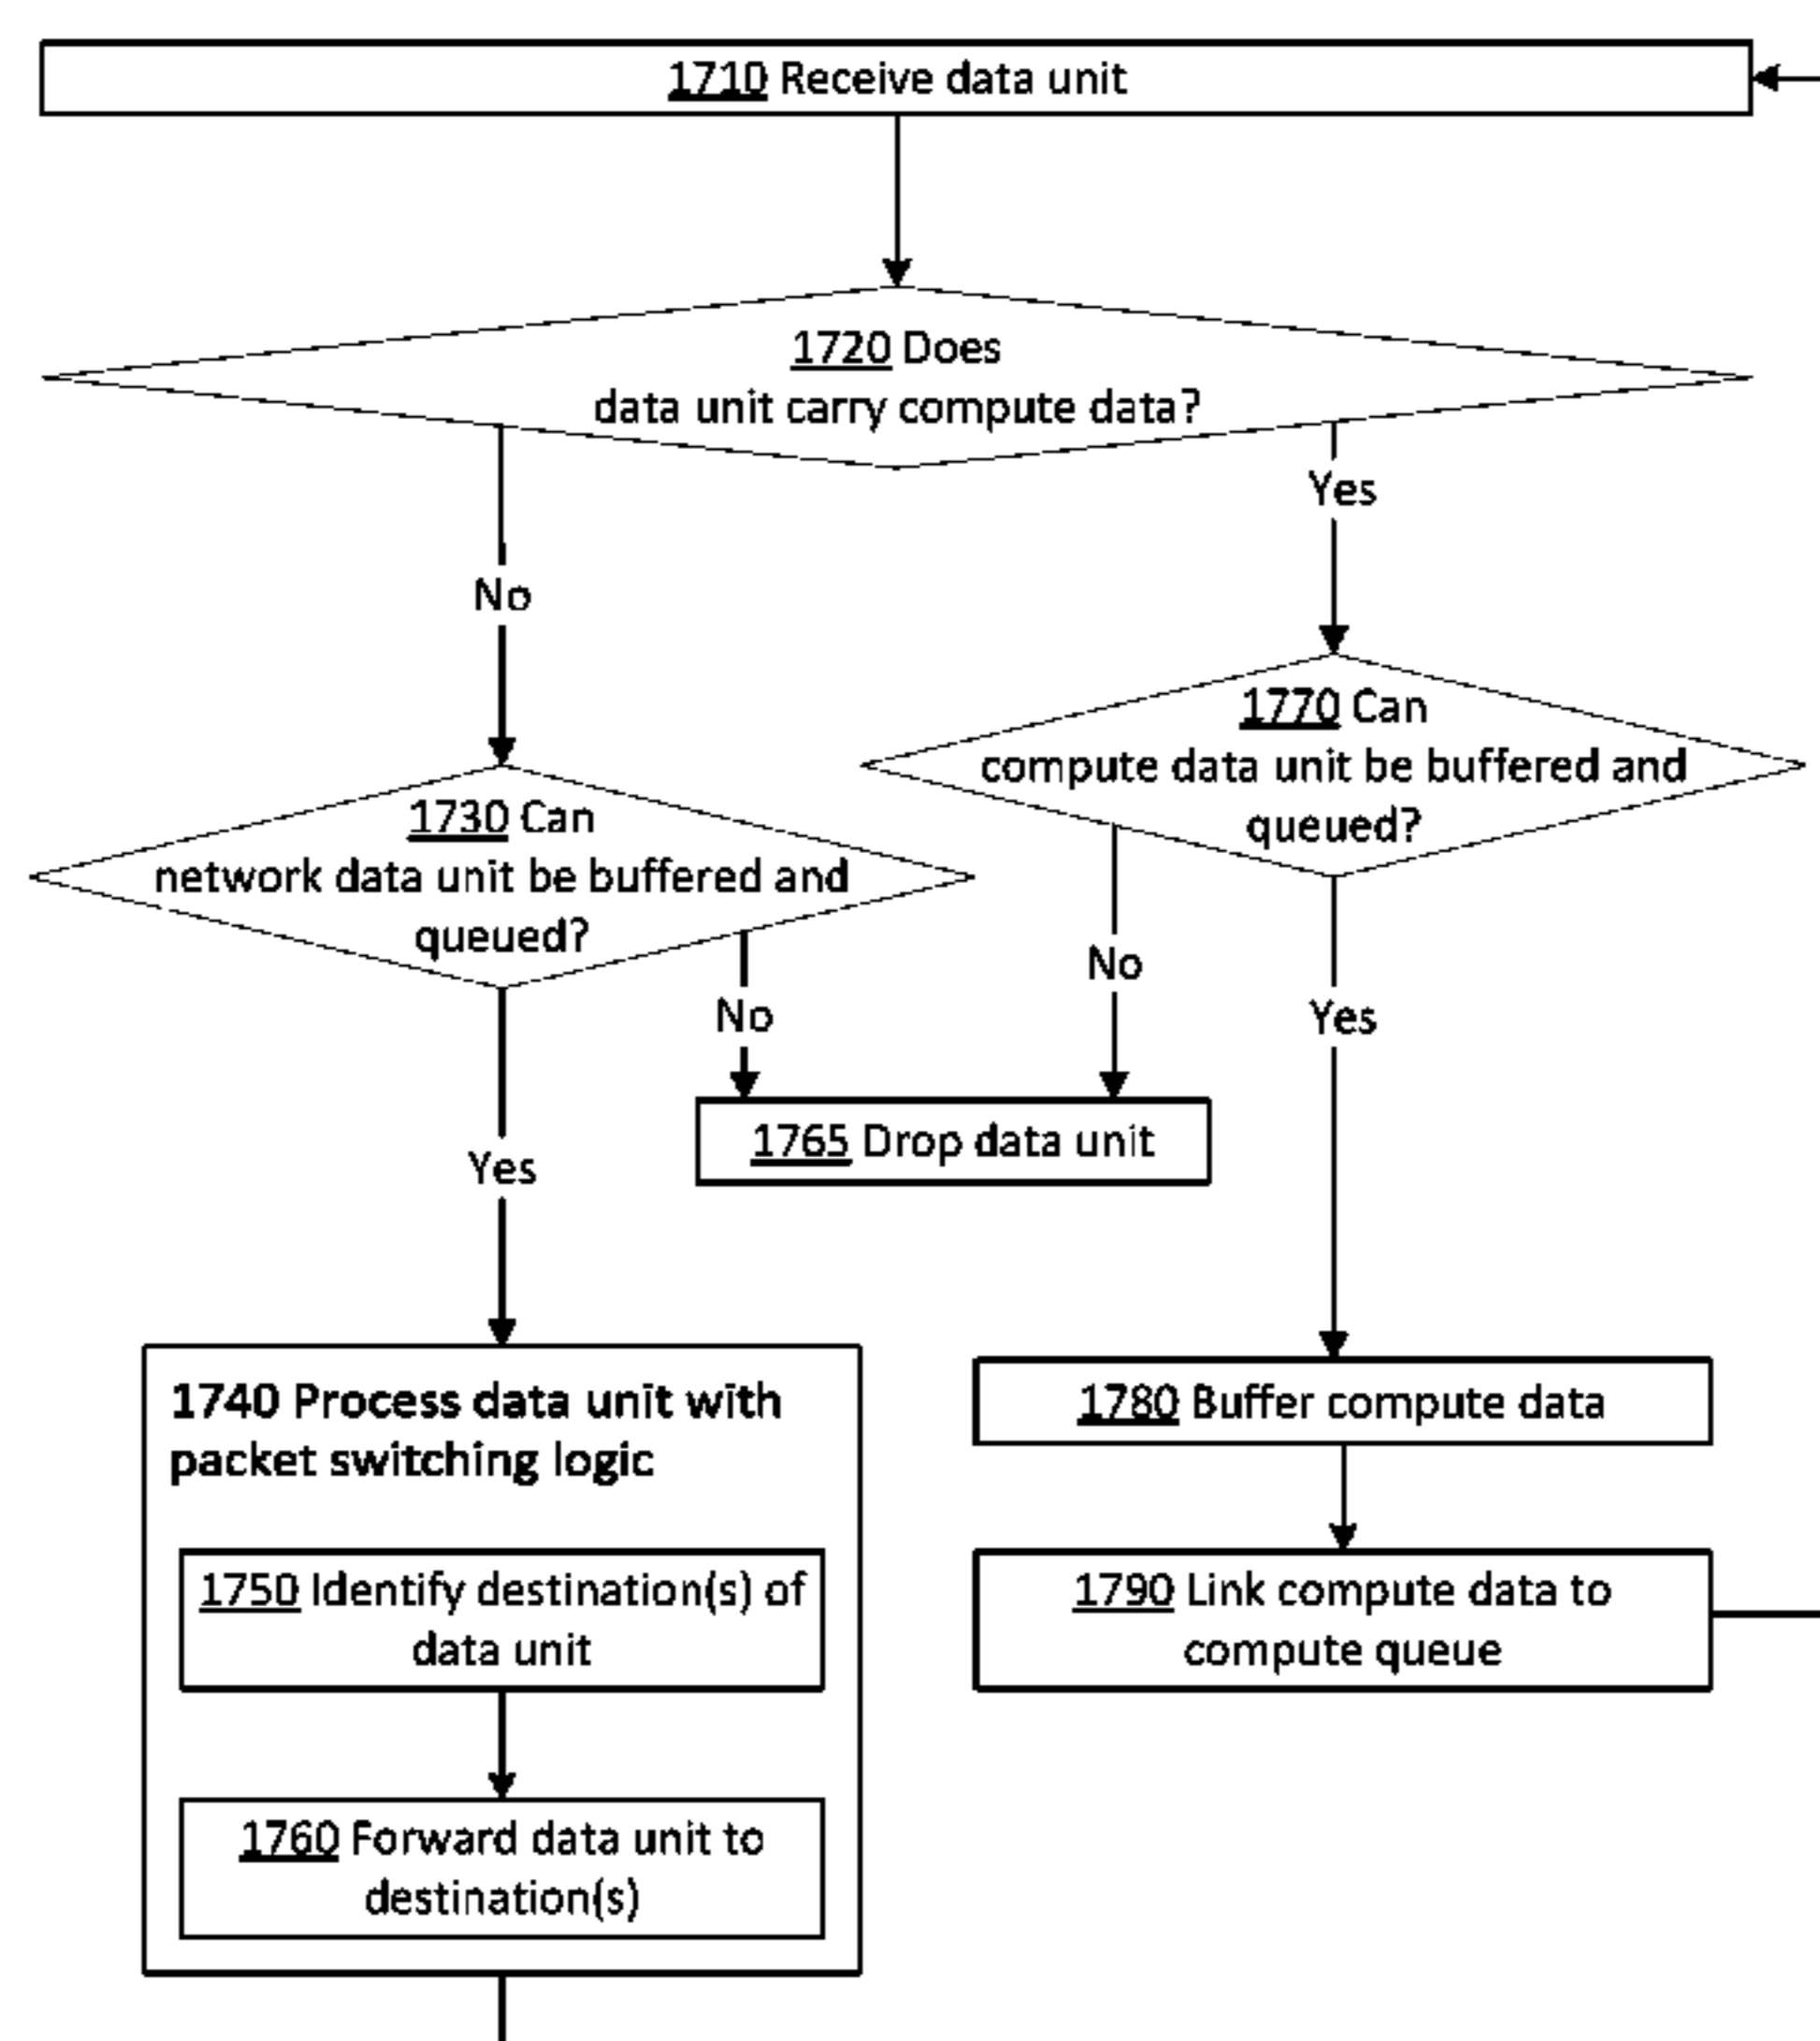 1710 Receive data unit
1720 Does
data unit carry compute data?
Yes
No
1770 Can
compute data unit be buffered and
queued?
1730 Can
network data unit be buffered and
queued?
No
No
Yes
1765 Drop data unit
Yes
1740 Process data unit with
packet switching logic
1780 Buffer compute data
1750 Identify destination(s) of
data unit
1790 Link compute data to
compute queue
1760 Forward data unit to
destination(s)